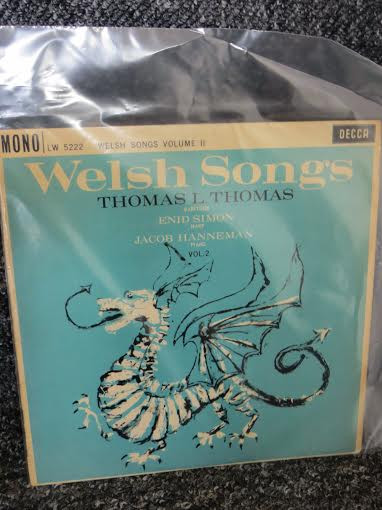 MONO LW 5222 WELSH SONGS VOLUME II DECCA
Welsh Songs
THOMAS L THOMAS
BARITONE
ENID SIMON
HARP
JACOB HANNEMAN
PIANO
VOL.2